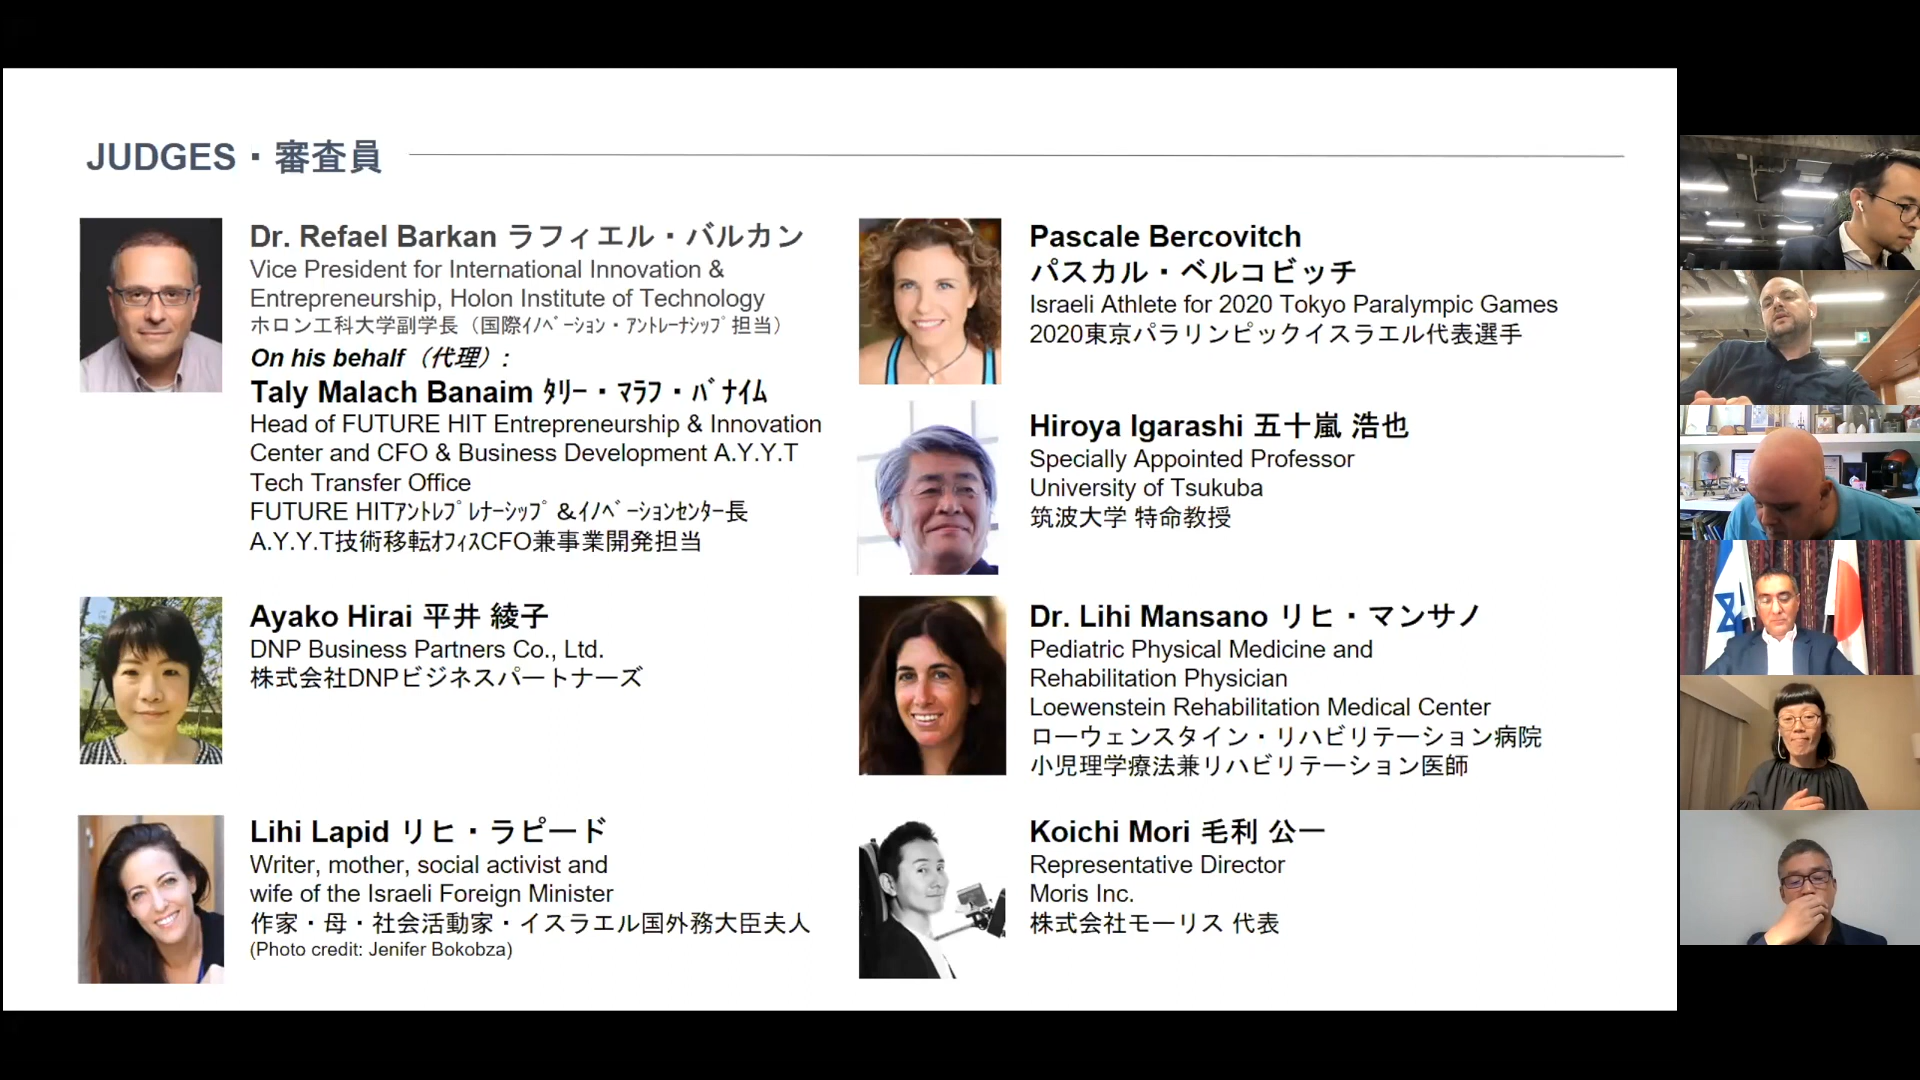 JUDGES・審査員
Dr. Refael Barkan ラフィエル・バルカン
Vice President for International Innovation &
Entrepreneurship, Holon Institute of Technology
ホロン工科大学副学長（国際ｲﾉﾍﾞｰｼｮﾝ・ｱﾝﾄﾚｰﾅｼｯﾌﾟ担当）
On his behalf（代理）:
Taly Malach Banaim ﾀﾘｰ・ﾏﾗﾌ・ﾊﾞﾅｲﾑ
Head of FUTURE HIT Entrepreneurship & Innovation
Center and CFO & Business Development A.Y.Y.T
Tech Transfer Office
FUTURE HITｱﾝﾄﾚﾌﾟﾚﾅｰｼｯﾌﾟ&ｲﾉﾍﾞｰｼｮﾝｾﾝﾀｰ長
A.Y.Y.T技術移転ｵﾌｨｽCFO兼事業開発担当
Ayako Hirai 平井 綾子
DNP Business Partners Co., Ltd.
株式会社DNPビジネスパートナーズ
Lihi Lapid リヒ・ラピード
Writer, mother, social activist and
wife of the Israeli Foreign Minister
作家・母・社会活動家・イスラエル国外務大臣夫人
(Photo credit: Jenifer Bokobza)
Pascale Bercovitch
パスカル・ベルコビッチ
Israeli Athlete for 2020 Tokyo Paralympic Games
2020東京パラリンピックイスラエル代表選手
Hiroya Igarashi 五十嵐 浩也
Specially Appointed Professor
University of Tsukuba
筑波大学 特命教授
Dr. Lihi Mansano リヒ・マンサノ
Pediatric Physical Medicine and
Rehabilitation Physician
Loewenstein Rehabilitation Medical Center
ローウェンスタイン・リハビリテーション病院
小児理学療法兼リハビリテーション医師
Koichi Mori 毛利 公一
Representative Director
Moris Inc.
株式会社モーリス 代表